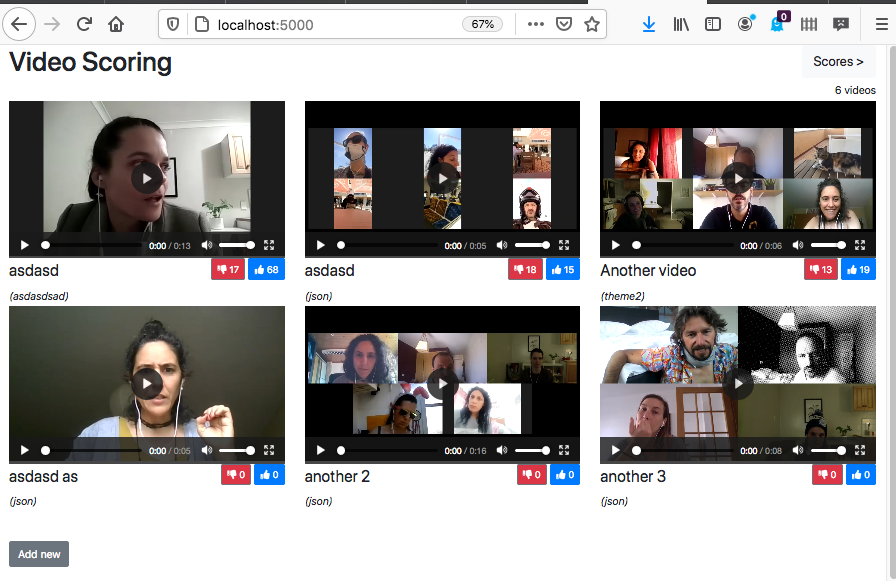 localhost:5000
67%
0
Video Scoring
Scores >
6 videos
0:00 / 0:13
0:00 / 0:05
0:00 / 0:06
asdasd
17
68
asdasd
18
15
Another video
13
19
(asdasdsad)
(json)
(theme2)
0:00 / 0:05
0:00 / 0:16
0:00 / 0:08
asdasd as
0
0
another 2
0
0
another 3
0
0
(json)
(json)
(json)
Add new